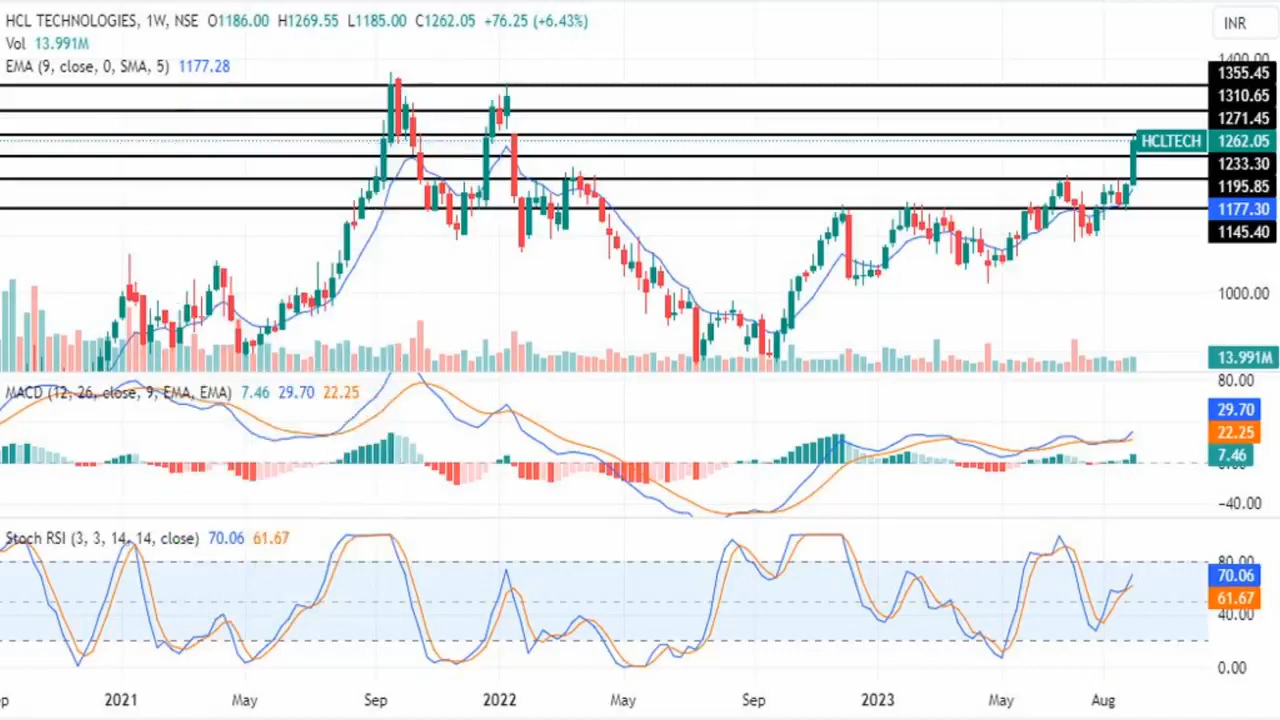 HCL TECHNOLOGIES, 1W, NSE O1186.00 H1269.55 L1185.00 C1262.05 +76.25 (+6.43%)
INR
Vol 13.991M
EMA (9, close, 0, SMA, 5) 1177.28
1400.00
1355.45
1310.65
1271.45
HCLTECH 1262.05
1233.30
1195.85
1177.30
1145.40
1000.00
13.991M
MACD (12, 26, close, 9, EMA, EMA) 7.46 29.70 22.25
80.00
29.70
22.25
7.46
0.00
−40.00
Stoch RSI (3, 3, 14, 14, close) 70.06 61.67
80.00
70.06
61.67
40.00
0.00
2021 May Sep 2022 May Sep 2023 May Aug